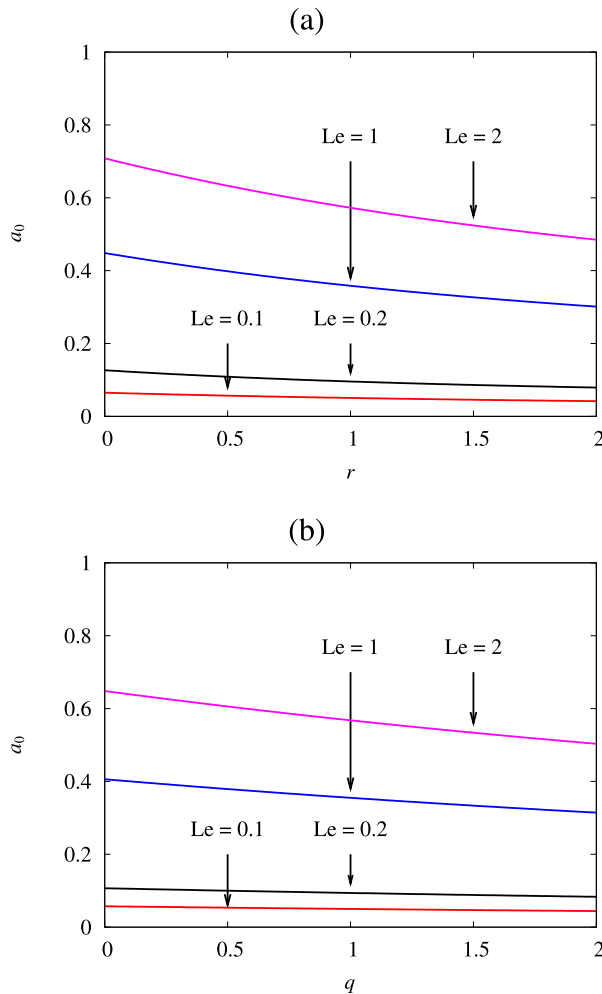 (a)
1
0.8
0.6
0.4
0.2
0
a0
Le = 1
Le = 2
Le = 0.1
Le = 0.2
0
0.5
1
1.5
2
r
(b)
1
0.8
0.6
0.4
0.2
0
a0
Le = 1
Le = 2
Le = 0.1
Le = 0.2
0
0.5
1
1.5
2
q